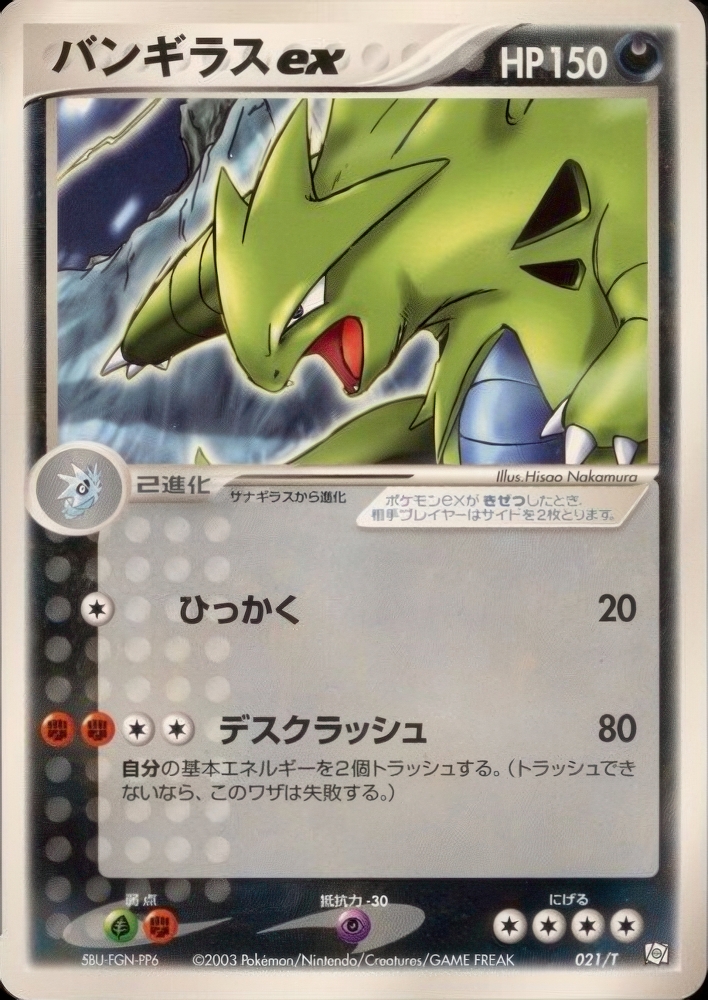 バンギラスex HP150
Illus.Hisao Nakamura
2進化 サナギラスから進化
ポケモンexが きぜつしたとき、
相手プレイヤーはサイドを2枚とります。
ひっかく 20
デスクラッシュ 80
自分の基本エネルギーを2個トラッシュする。(トラッシュでき
ないなら、このワザは失敗する。)
弱点 抵抗力 -30 にげる
5BU-FGN-PP6 ©2003 Pokémon/Nintendo/Creatures/GAME FREAK 021/T